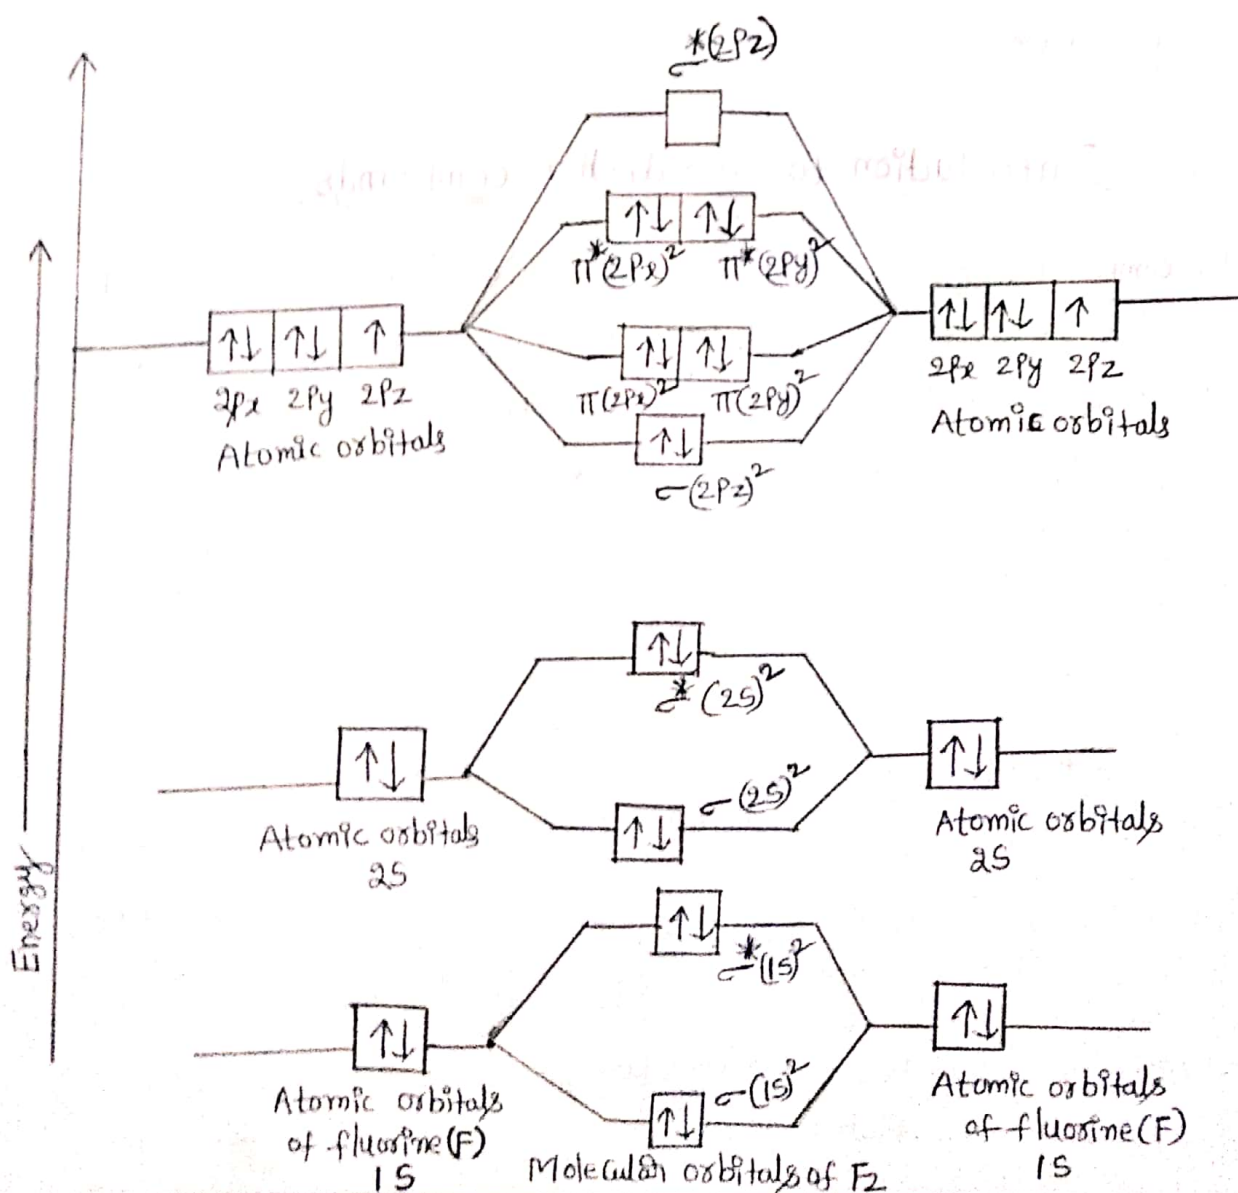 σ*(2Pz)
π*(2Px)² π*(2Py)²
2Px 2Py 2Pz
Atomic orbitals
π(2Px)² π(2Py)²
σ(2Pz)²
2Px 2Py 2Pz
Atomic orbitals
σ*(2S)²
σ(2S)²
Atomic orbitals
2S
Atomic orbitals
2S
Energy
σ*(1S)²
σ(1S)²
Atomic orbitals
of fluorine(F)
1S
Molecular orbitals of F2
Atomic orbitals
of fluorine(F)
1S